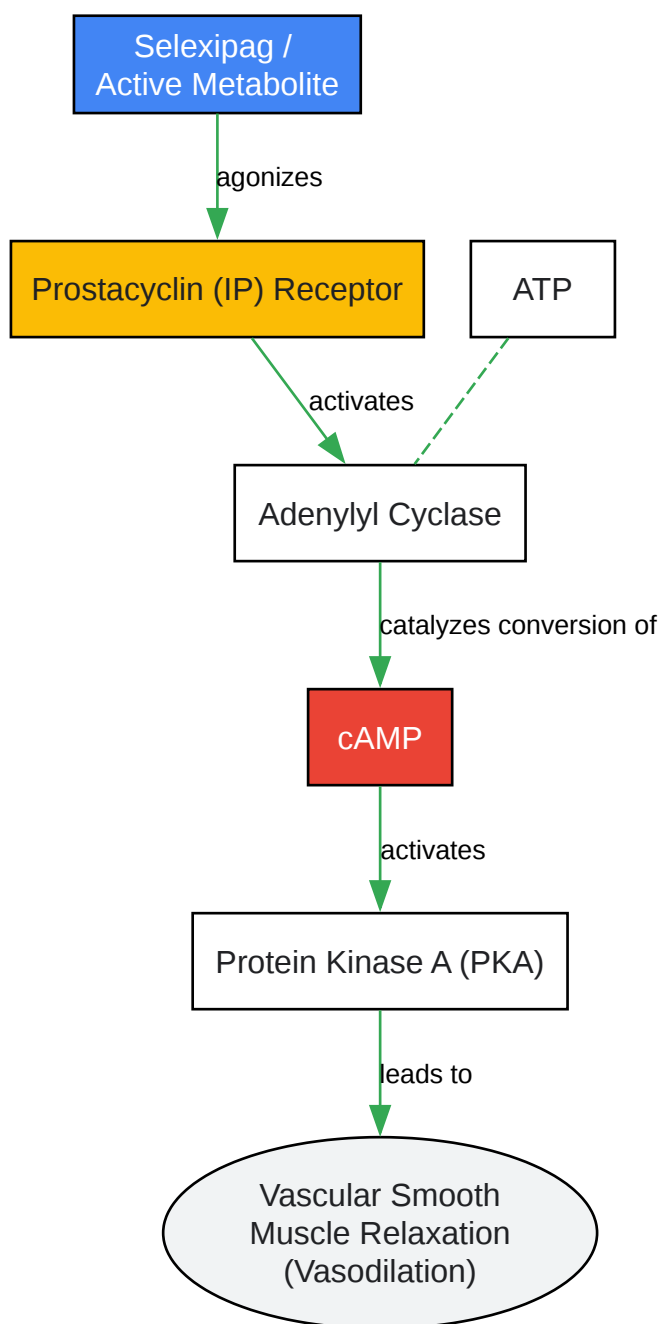 Selexipag /
Active Metabolite
agonizes
Prostacyclin (IP) Receptor
ATP
activates
Adenylyl Cyclase
catalyzes conversion of
cAMP
activates
Protein Kinase A (PKA)
leads to
Vascular Smooth
Muscle Relaxation
(Vasodilation)